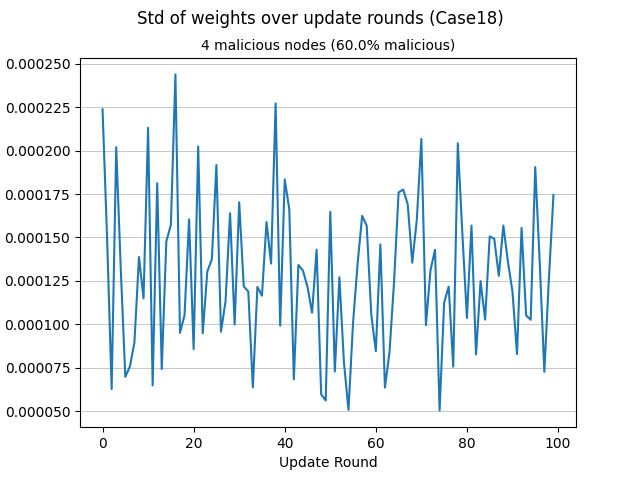 Std of weights over update rounds (Case18)
4 malicious nodes (60.0% malicious)
0.000250
0.000225
0.000200
0.000175
0.000150
0.000125
0.000100
0.000075
0.000050
0 20 40 60 80 100
Update Round